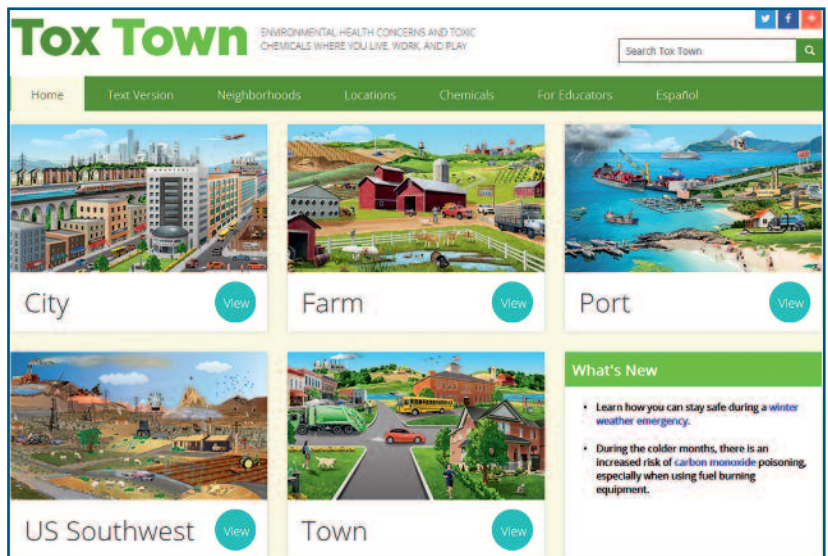 Tox Town
ENVIRONMENTAL HEALTH CONCERNS AND TOXIC
CHEMICALS WHERE YOU LIVE, WORK, AND PLAY
Search Tox Town
Home Text Version Neighborhoods Locations Chemicals For Educators Español
City View
Farm View
Port View
US Southwest View
Town View
What's New
• Learn how you can stay safe during a winter
weather emergency.
• During the colder months, there is an
increased risk of carbon monoxide poisoning,
especially when using fuel burning
equipment.